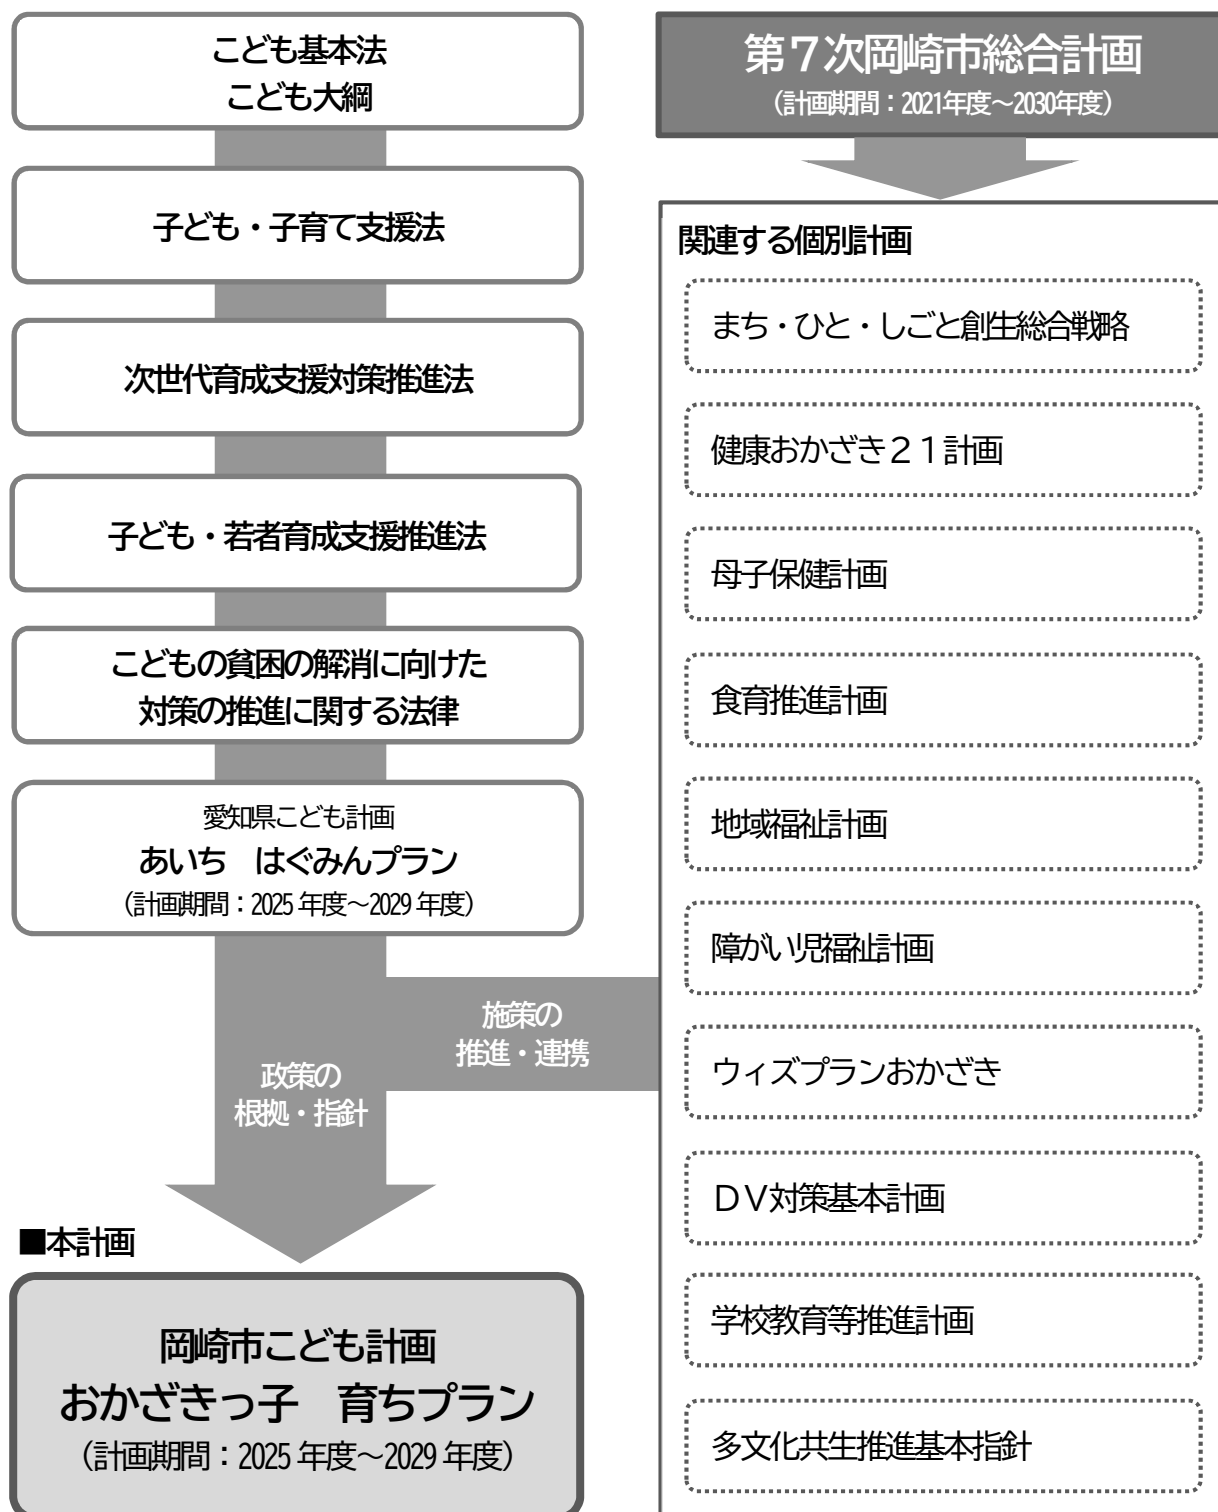 こども基本法
こども大綱
子ども・子育て支援法
次世代育成支援対策推進法
子ども・若者育成支援推進法
こどもの貧困の解消に向けた
対策の推進に関する法律
愛知県こども計画
あいち　はぐみんプラン
（計画期間：2025年度～2029年度）
政策の
根拠・指針
施策の
推進・連携
■本計画
岡崎市こども計画
おかざきっ子　育ちプラン
（計画期間：2025年度～2029年度）
第７次岡崎市総合計画
（計画期間：2021年度～2030年度）
関連する個別計画
まち・ひと・しごと創生総合戦略
健康おかざき２１計画
母子保健計画
食育推進計画
地域福祉計画
障がい児福祉計画
ウィズプランおかざき
ＤＶ対策基本計画
学校教育等推進計画
多文化共生推進基本指針